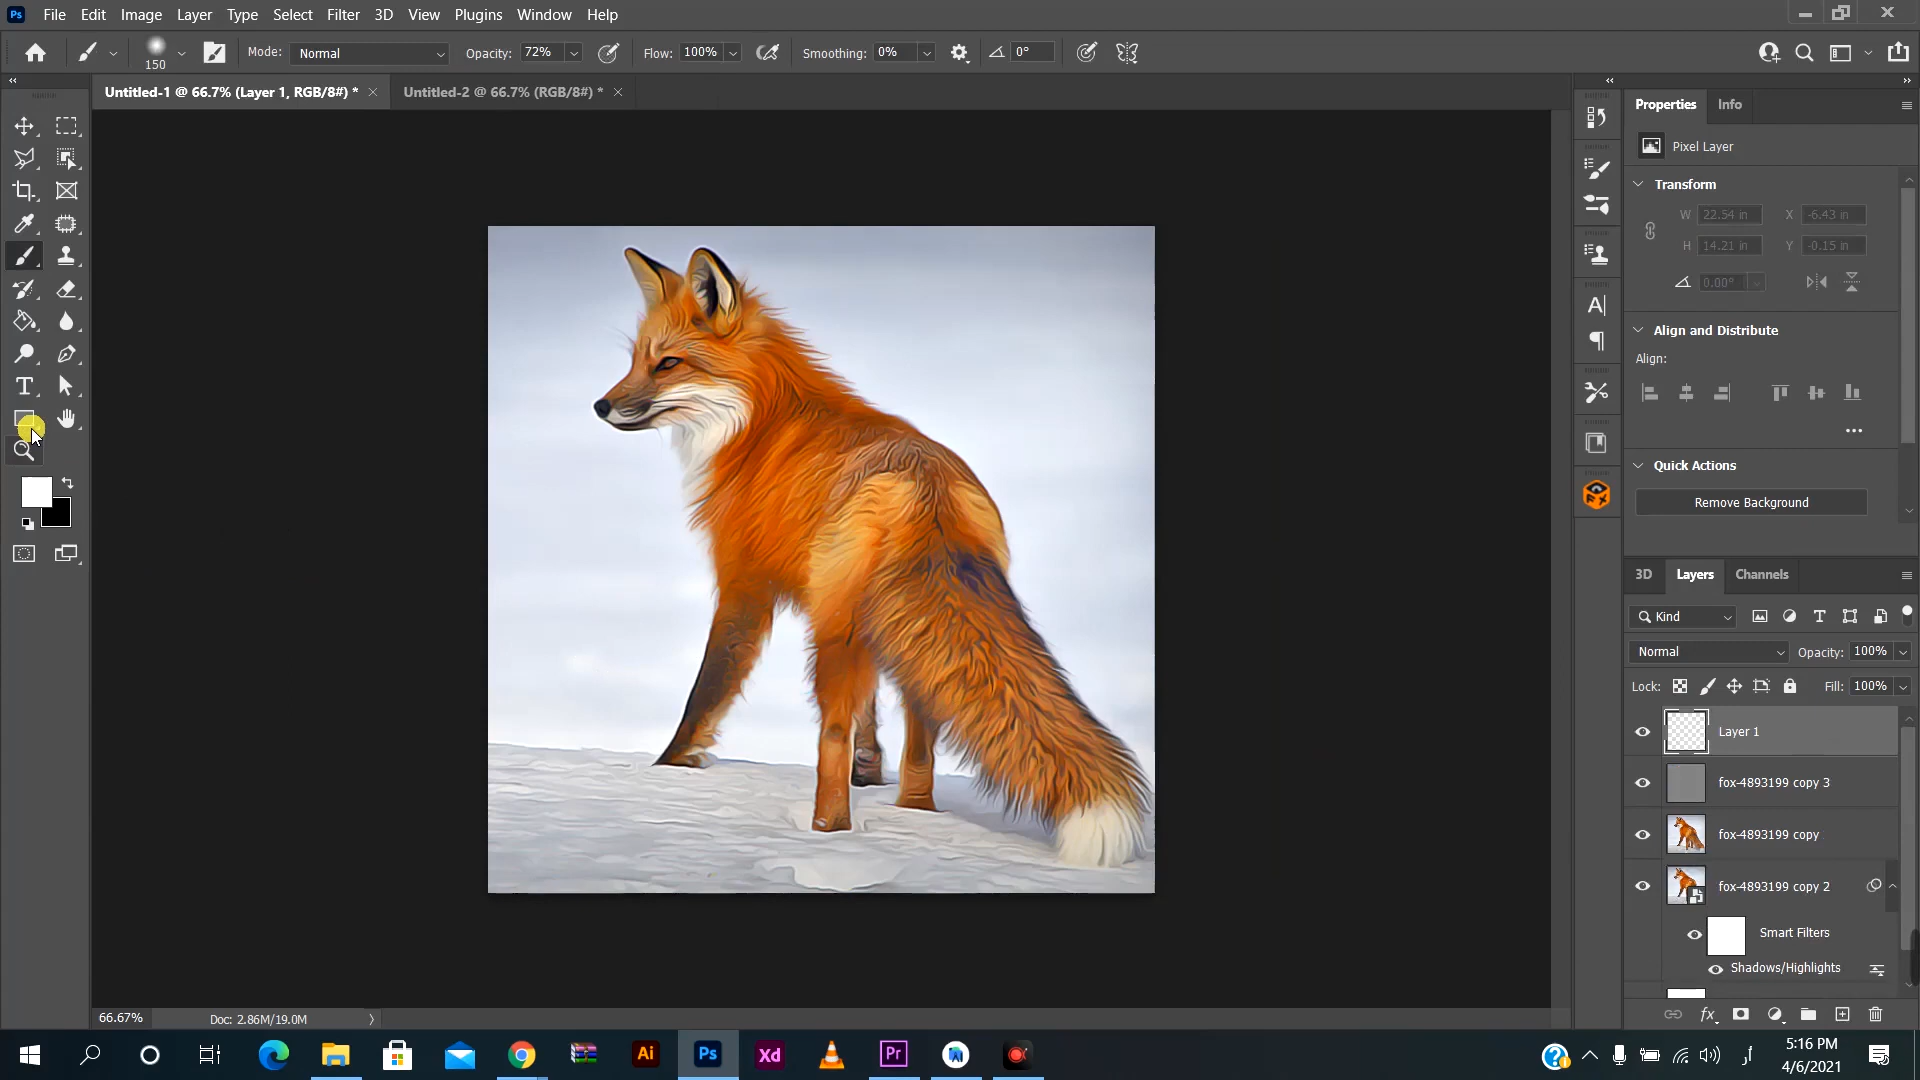 Ps File Edit Image Layer Type Select Filter 3D View Plugins Window Help
150 Mode: Normal Opacity: 72% Flow: 100% Smoothing: 0% 0°
Untitled-1 @ 66.7% (Layer 1, RGB/8#) * Untitled-2 @ 66.7% (RGB/8#) *
Properties Info
Pixel Layer
Transform
W 22.54 in X -6.43 in
H 14.21 in Y -0.15 in
0.00°
Align and Distribute
Align:
Quick Actions
Remove Background
3D Layers Channels
Kind
Normal Opacity: 100%
Lock: Fill: 100%
Layer 1
fox-4893199 copy 3
fox-4893199 copy
fox-4893199 copy 2
Smart Filters
Shadows/Highlights
66.67% Doc: 2.86M/19.0M
Ai Ps Xd Pr
5:16 PM
4/6/2021